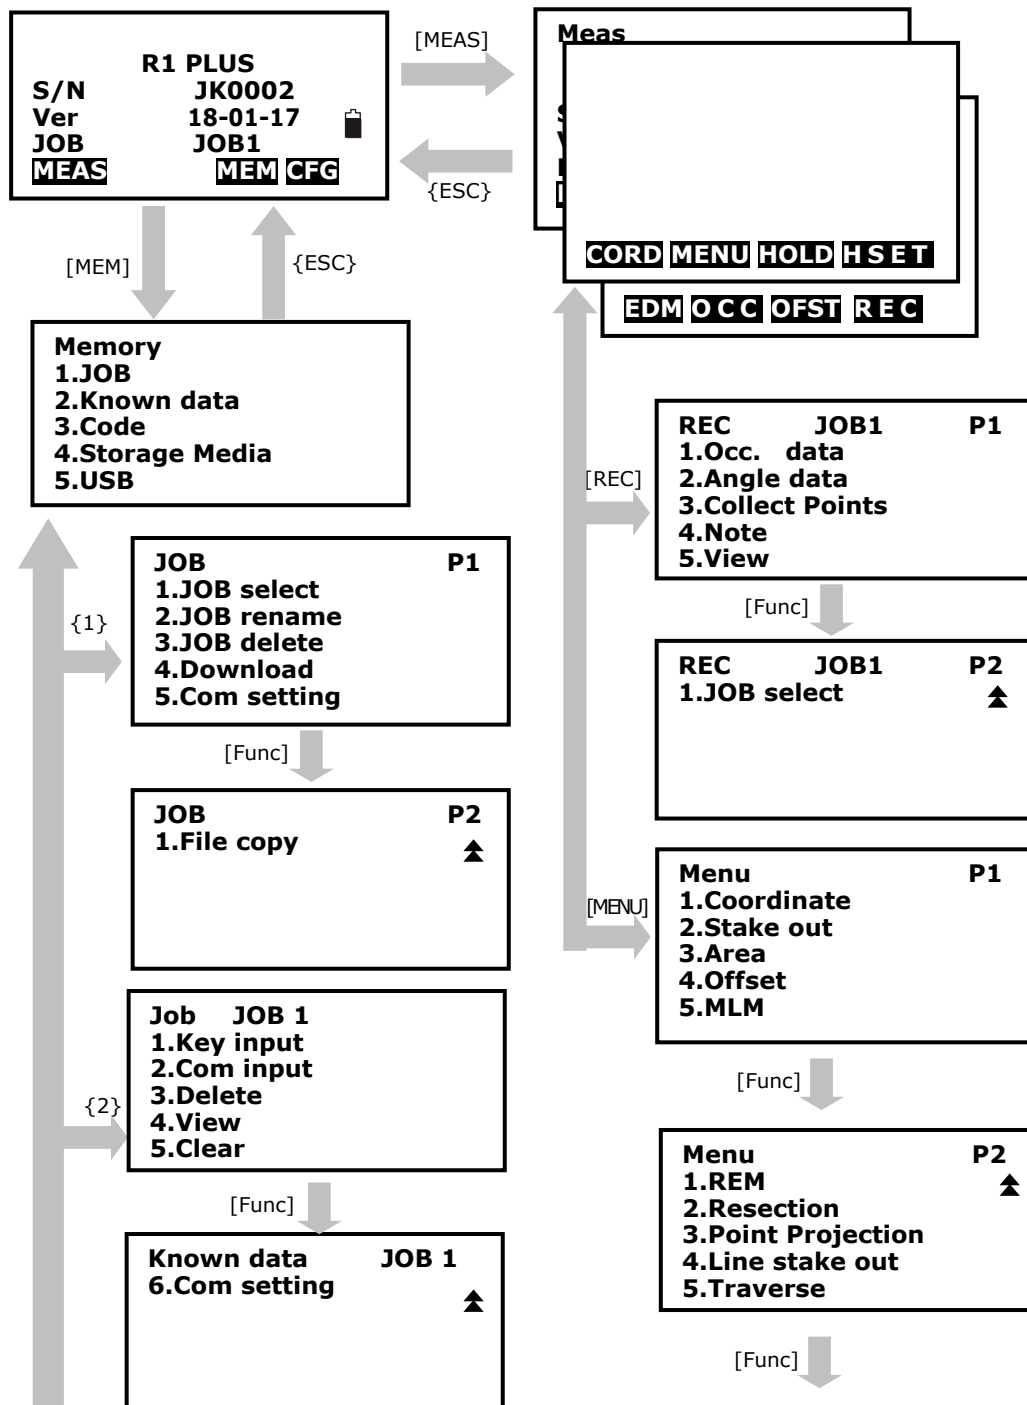 R1 PLUS
S/N JK0002
Ver 18-01-17
JOB JOB1
MEAS MEM CFG
[MEAS]
{ESC}
Meas
CORD MENU HOLD H S E T
EDM O C C OFST R E C
[MEM]
{ESC}
Memory
1.JOB
2.Known data
3.Code
4.Storage Media
5.USB
{1}
JOB P1
1.JOB select
2.JOB rename
3.JOB delete
4.Download
5.Com setting
[Func]
JOB P2
1.File copy
{2}
Job JOB 1
1.Key input
2.Com input
3.Delete
4.View
5.Clear
[Func]
Known data JOB 1
6.Com setting
[REC]
REC JOB1 P1
1.Occ. data
2.Angle data
3.Collect Points
4.Note
5.View
[Func]
REC JOB1 P2
1.JOB select
[MENU]
Menu P1
1.Coordinate
2.Stake out
3.Area
4.Offset
5.MLM
[Func]
Menu P2
1.REM
2.Resection
3.Point Projection
4.Line stake out
5.Traverse
[Func]